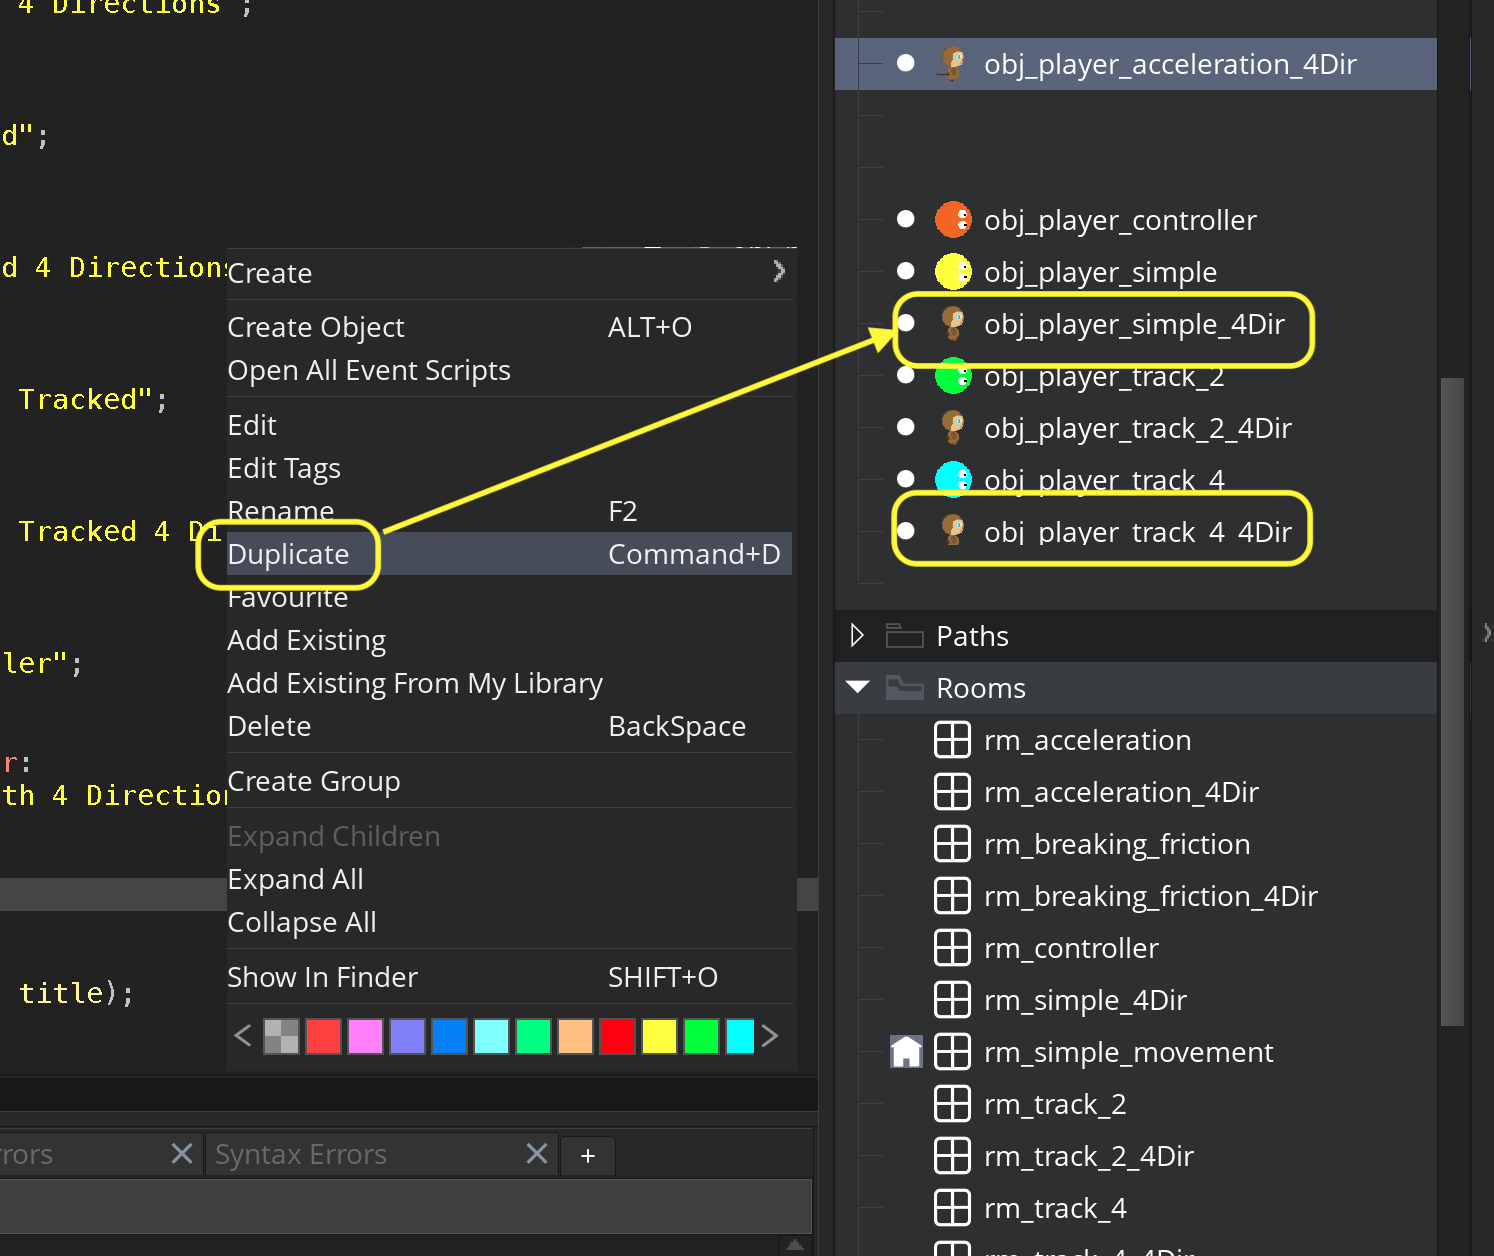 4 Directions ;
d";
d 4 Directions
Tracked";
Tracked 4 Di
ler";
r:
th 4 Direction
title);
Create
Create Object ALT+O
Open All Event Scripts
Edit
Edit Tags
Rename F2
Duplicate Command+D
Favourite
Add Existing
Add Existing From My Library
Delete BackSpace
Create Group
Expand Children
Expand All
Collapse All
Show In Finder SHIFT+O
rrors
Syntax Errors
+
obj_player_acceleration_4Dir
obj_player_controller
obj_player_simple
obj_player_simple_4Dir
obj_player_track_2
obj_player_track_2_4Dir
obj_player_track_4
obj_player_track_4_4Dir
Paths
Rooms
rm_acceleration
rm_acceleration_4Dir
rm_breaking_friction
rm_breaking_friction_4Dir
rm_controller
rm_simple_4Dir
rm_simple_movement
rm_track_2
rm_track_2_4Dir
rm_track_4
rm_track_4_4Dir